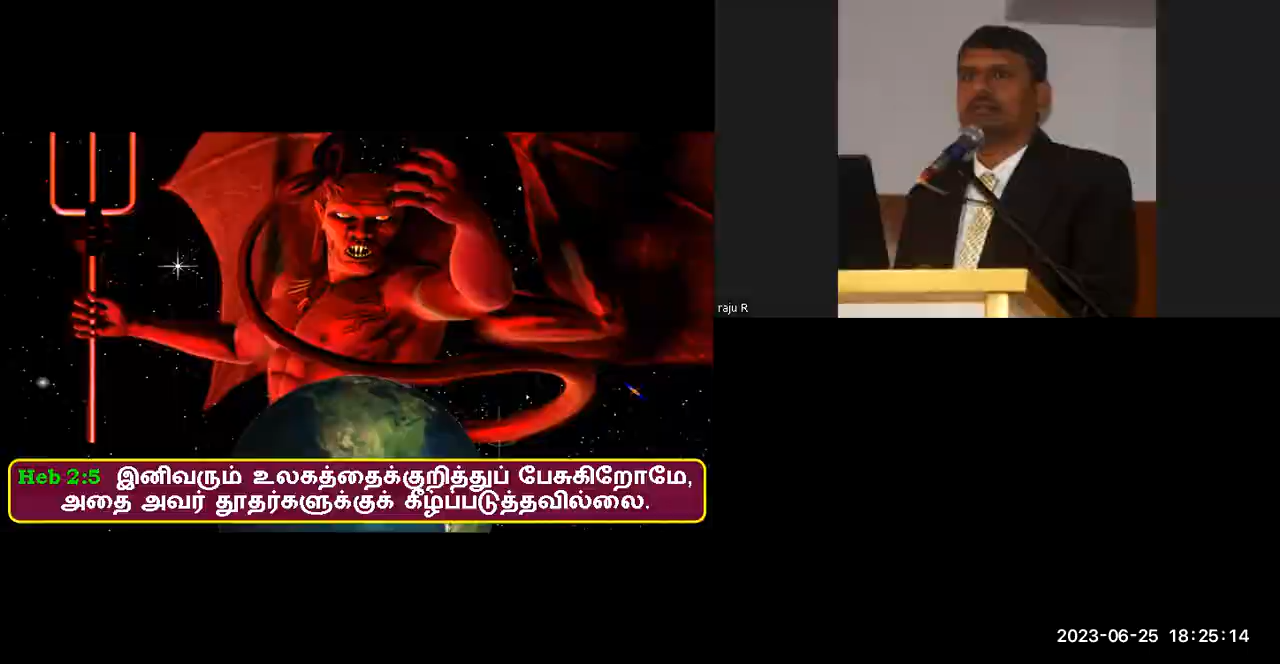 Heb 2:5 இனிவரும் உலகத்தைக்குறித்துப் பேசுகிறோமே,
அதை அவர் தூதர்களுக்குக் கீழ்ப்படுத்தவில்லை.
raju R
2023-06-25 18:25:14